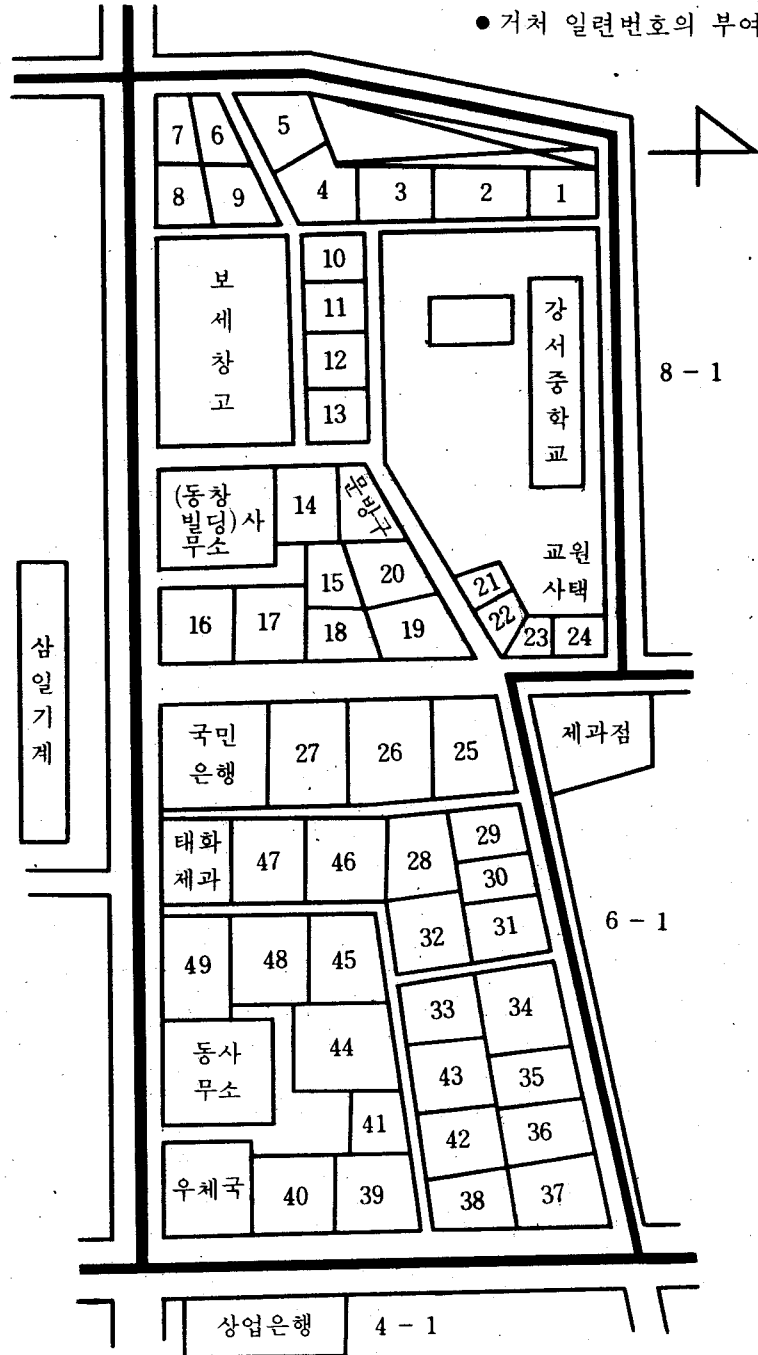 ● 거처 일련번호의 부여
7 6 5
8 9 4 3 2 1
보
세
창
고
10
11
12
13
강
서
중
학
교
8 - 1
(동창
빌딩)사
무소
14
문방구
15 20
16 17 18 19
교원
사택
21
22
23 24
삼
일
기
계
국민
은행
27 26 25
제과점
태화
제과
47 46 28 29
30
32 31
6 - 1
49 48 45
33 34
44
동사
무소
43 35
41
42 36
우체국
40 39 38 37
상업은행
4 - 1